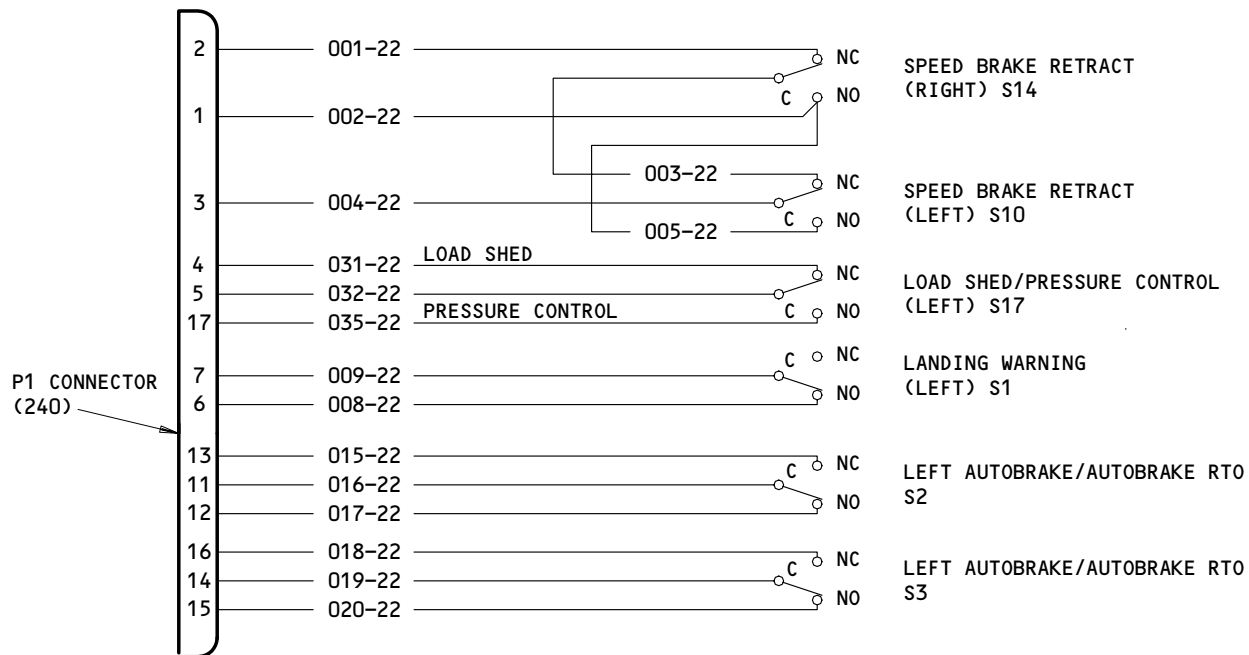 2 001-22 NC
SPEED BRAKE RETRACT
(RIGHT) S14
C NO
1 002-22
003-22 NC
3 004-22
SPEED BRAKE RETRACT
(LEFT) S10
C NO
005-22
4 031-22 LOAD SHED NC
5 032-22
LOAD SHED/PRESSURE CONTROL
(LEFT) S17
17 035-22 PRESSURE CONTROL C NO
C NC
LANDING WARNING
(LEFT) S1
7 009-22
6 008-22 NO
P1 CONNECTOR
(240)
13 015-22 NC
11 016-22 C
LEFT AUTOBRAKE/AUTOBRAKE RTO
S2
12 017-22 NO
16 018-22 NC
14 019-22 C
LEFT AUTOBRAKE/AUTOBRAKE RTO
S3
15 020-22 NO